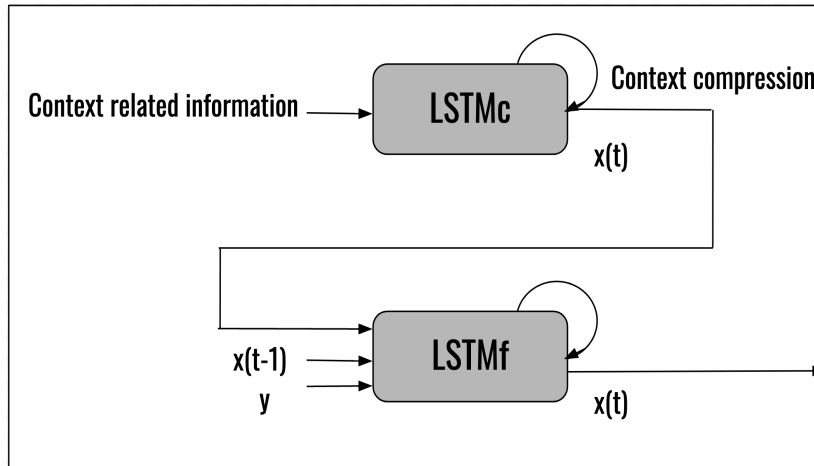 Context related information
LSTMc
Context compression
x(t)
x(t-1)
y
LSTMf
x(t)